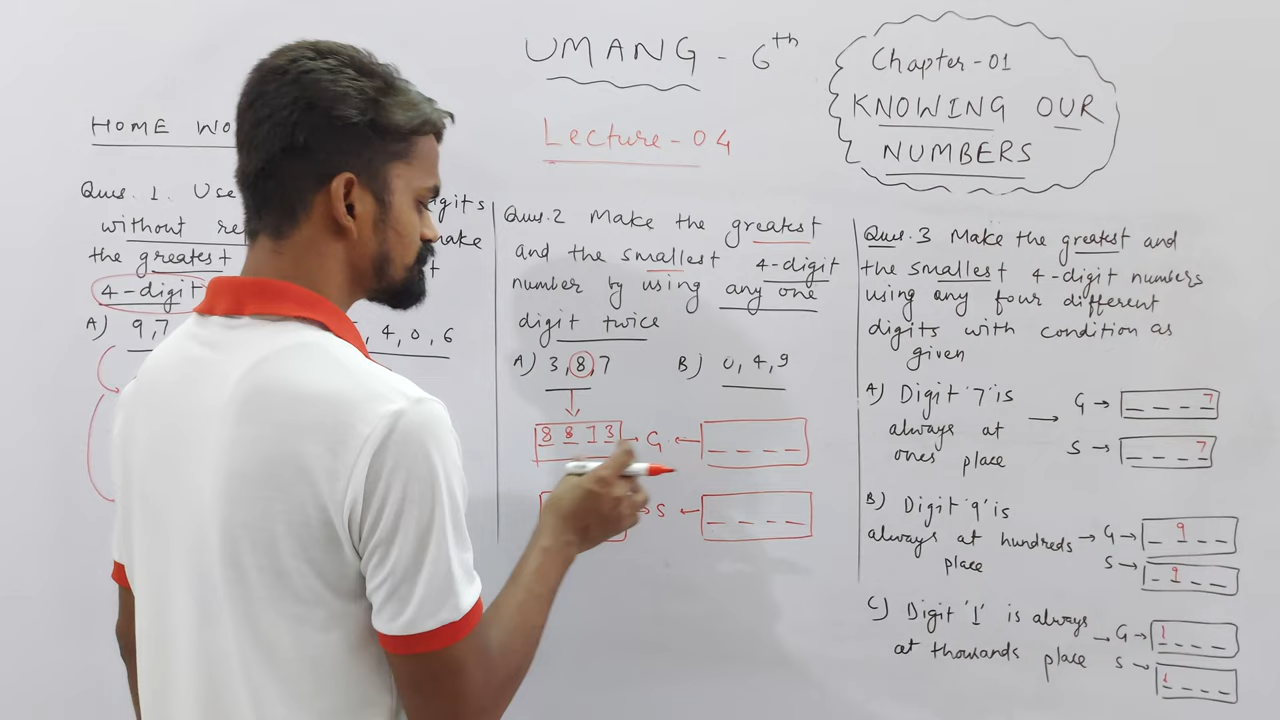 UMANG - 6th
Lecture - 04
Chapter - 01
KNOWING OUR
NUMBERS
HOME
Ques. 1. Use
without
the greatest
4-digit
A) 9,7 , 4, 0, 6
Ques. 2 Make the greatest
and the smallest 4-digit
number by using any one
digit twice
A) 3, 8, 7 B) 0, 4, 9
8 8 7 3 → G ← _ _ _ _
→ S ← _ _ _ _
Ques. 3 Make the greatest and
the smallest 4-digit numbers
using any four different
digits with condition as
given
A) Digit '7' is
always at
ones place
→ G → _ _ _ 7
S → _ _ _ 7
B) Digit '9' is
always at hundreds
place
→ G → _ 9 _ _
S → _ 9 _ _
C) Digit '1' is always
at thousands place
→ G → 1 _ _ _
S → 1 _ _ _